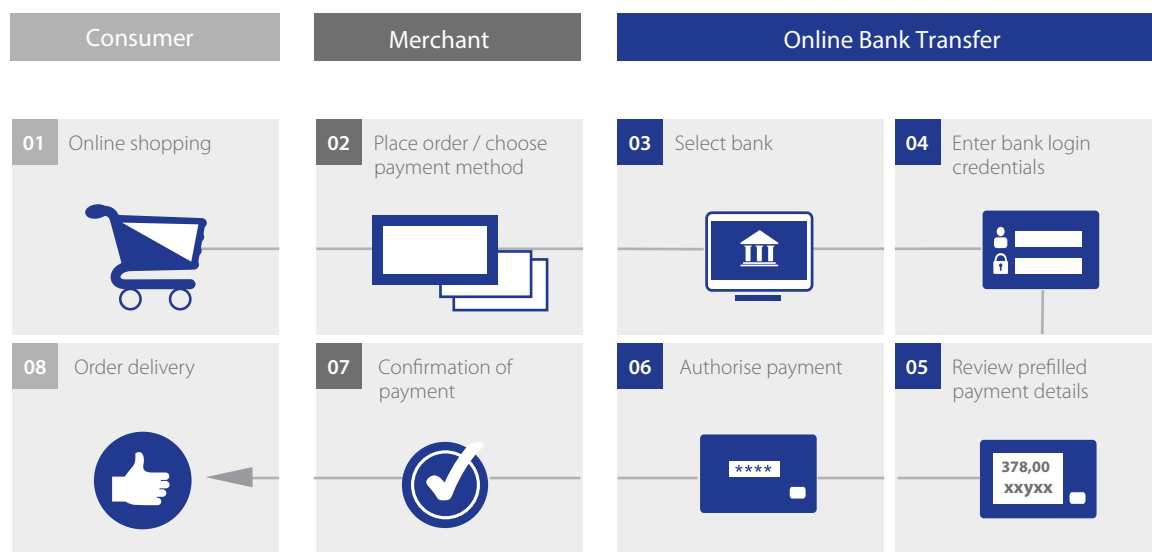 Consumer
Merchant
Online Bank Transfer
01
Online shopping
02
Place order / choose
payment method
03
Select bank
04
Enter bank login
credentials
08
Order delivery
07
Confirmation of
payment
06
Authorise payment
****
05
Review prefilled
payment details
378,00
xxyxx